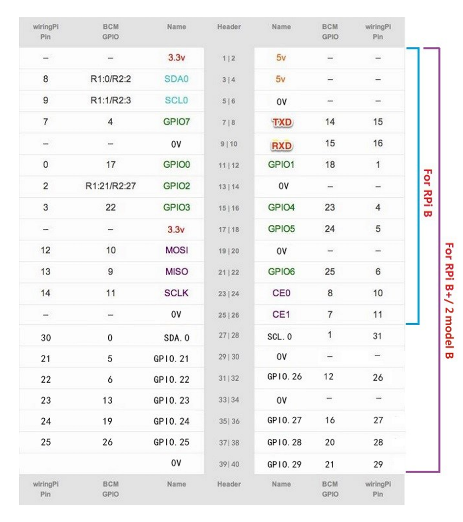 wiringPi Pin BCM GPIO Name Header Name BCM GPIO wiringPi Pin
– – 3.3v 1|2 5v – –
8 R1:0/R2:2 SDA0 3|4 5v – –
9 R1:1/R2:3 SCL0 5|6 0V – –
7 4 GPIO7 7|8 TXD 14 15
– – 0V 9|10 RXD 15 16
0 17 GPIO0 11|12 GPIO1 18 1
2 R1:21/R2:27 GPIO2 13|14 0V – –
3 22 GPIO3 15|16 GPIO4 23 4
– – 3.3v 17|18 GPIO5 24 5
12 10 MOSI 19|20 0V – –
13 9 MISO 21|22 GPIO6 25 6
14 11 SCLK 23|24 CE0 8 10
– – 0V 25|26 CE1 7 11
30 0 SDA.0 27|28 SCL.0 1 31
21 5 GPIO.21 29|30 0V – –
22 6 GPIO.22 31|32 GPIO.26 12 26
23 13 GPIO.23 33|34 0V – –
24 19 GPIO.24 35|36 GPIO.27 16 27
25 26 GPIO.25 37|38 GPIO.28 20 28
0V 39|40 GPIO.29 21 29
wiringPi Pin BCM GPIO Name Header Name BCM GPIO wiringPi Pin
For RPi B
For RPi B+/ 2 model B